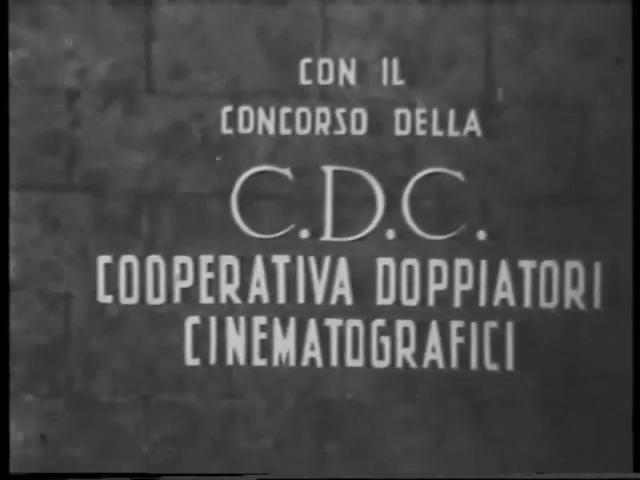 CON IL
CONCORSO DELLA
C.D.C.
COOPERATIVA DOPPIATORI
CINEMATOGRAFICI